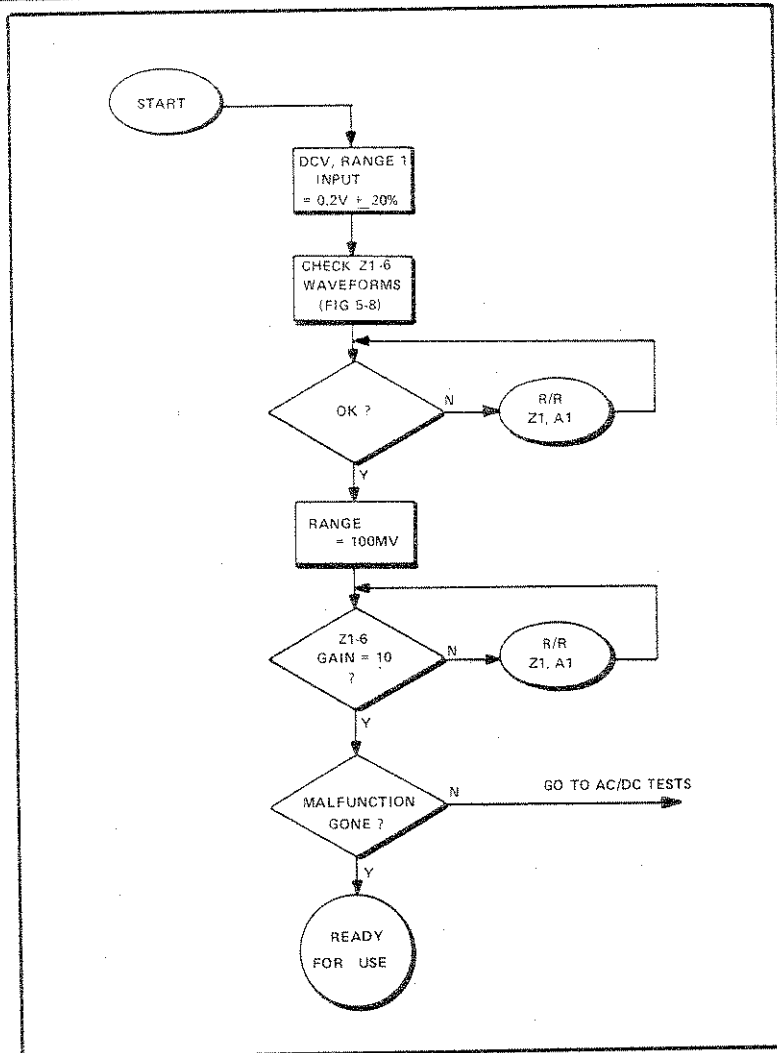 START
DCV, RANGE 1
INPUT
= 0.2V ± 20%
CHECK Z1-6
WAVEFORMS
(FIG 5-8)
OK ?
N
R/R
Z1, A1
Y
RANGE
= 100MV
Z1-6
GAIN = 10
?
N
R/R
Z1, A1
Y
MALFUNCTION
GONE ?
N
GO TO AC/DC TESTS
Y
READY
FOR USE